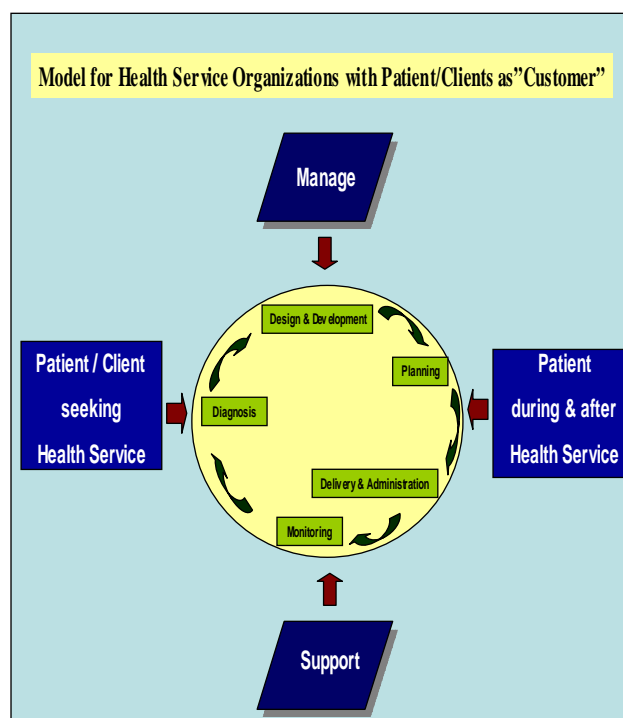 Model for Health Service Organizations with Patient/Clients as”Customer”
Manage
Design & Development
Patient / Client
seeking
Health Service
Planning
Patient
during & after
Health Service
Diagnosis
Delivery & Administration
Monitoring
Support